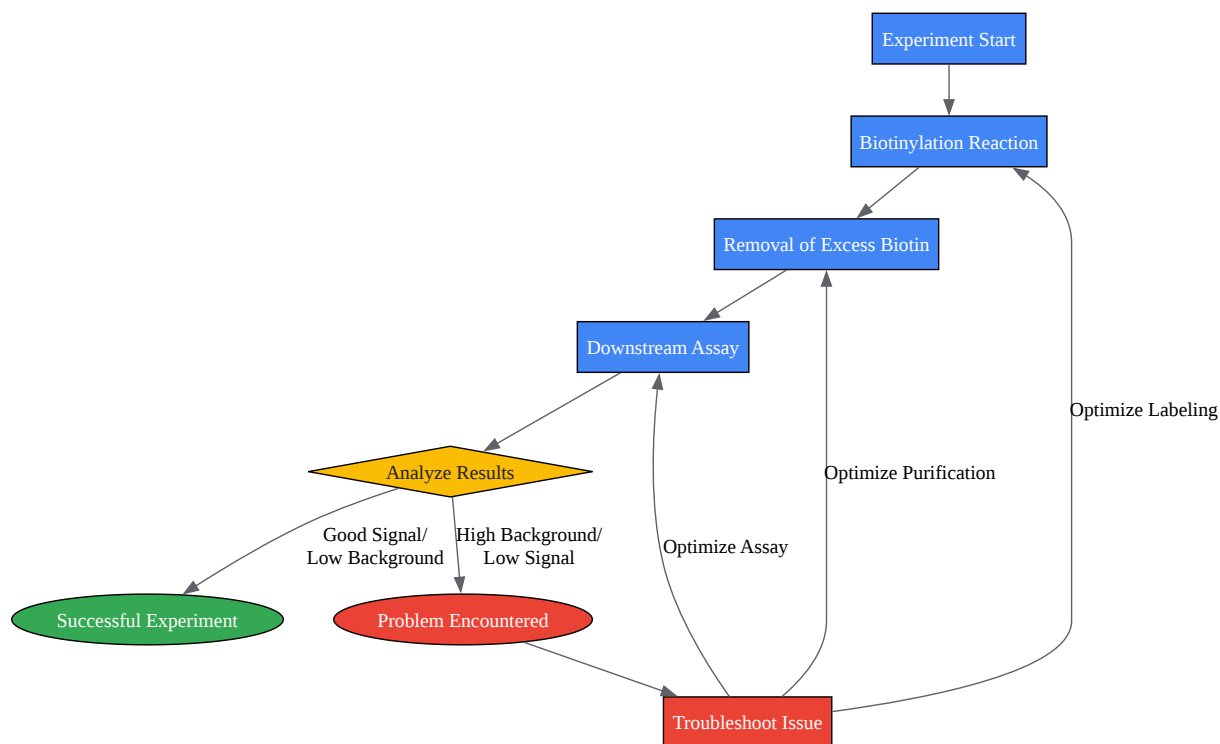 Experiment Start
Biotinylation Reaction
Removal of Excess Biotin
Downstream Assay
Optimize Labeling
Analyze Results
Optimize Purification
Good Signal/
Low Background
High Background/
Low Signal
Optimize Assay
Successful Experiment
Problem Encountered
Troubleshoot Issue